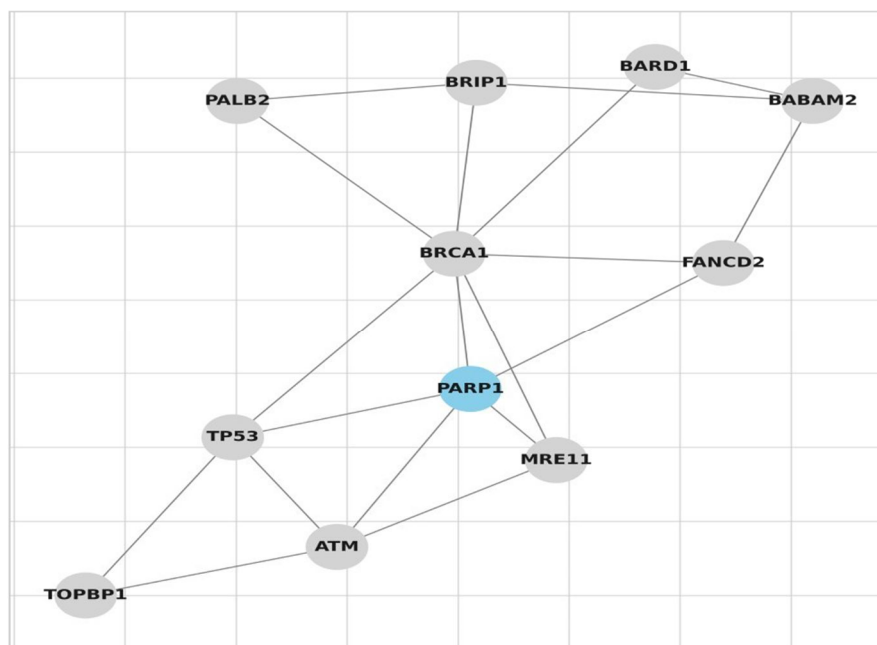 BARD1
BRIP1
PALB2
BABAM2
BRCA1
FANCD2
PARP1
TP53
MRE11
ATM
TOPBP1